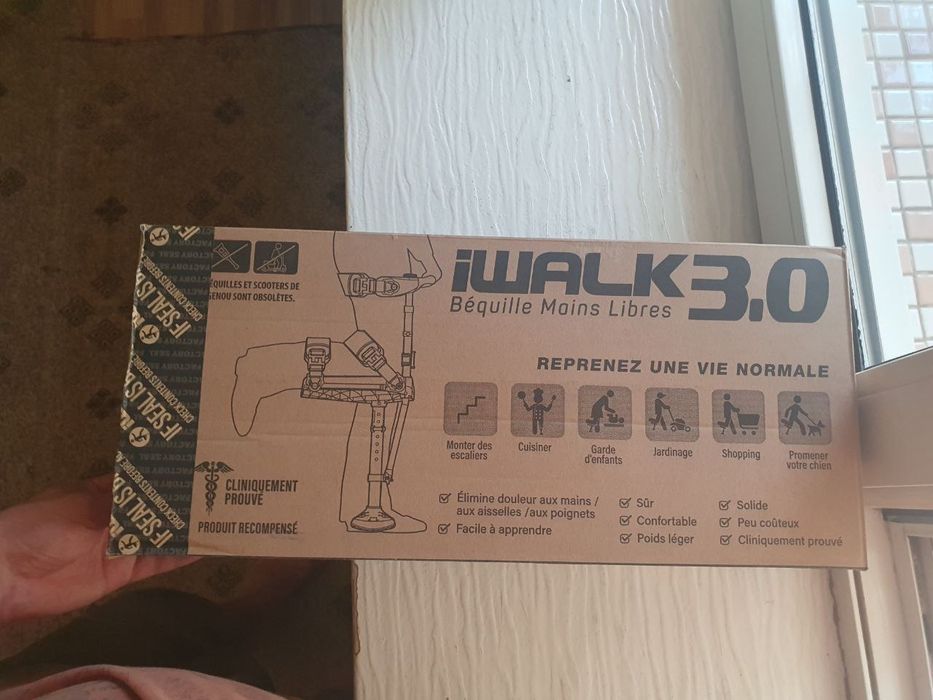 iWALK3.0
Béquille Mains Libres
REPRENEZ UNE VIE NORMALE
Monter des
escaliers
Cuisiner
Garde
d'enfants
Jardinage
Shopping
Promener
votre chien
Élimine douleur aux mains /
aux aisselles /aux poignets
Facile à apprendre
Sûr
Confortable
Poids léger
Solide
Peu coûteux
Cliniquement prouvé
ÉQUILLES ET SCOOTERS DE
GENOU SONT OBSOLÈTES.
CLINIQUEMENT
PROUVÉ
PRODUIT RECOMPENSÉ
IF SEAL IS
CHECK CONTENTS BEFORE
FACTORY SEAL